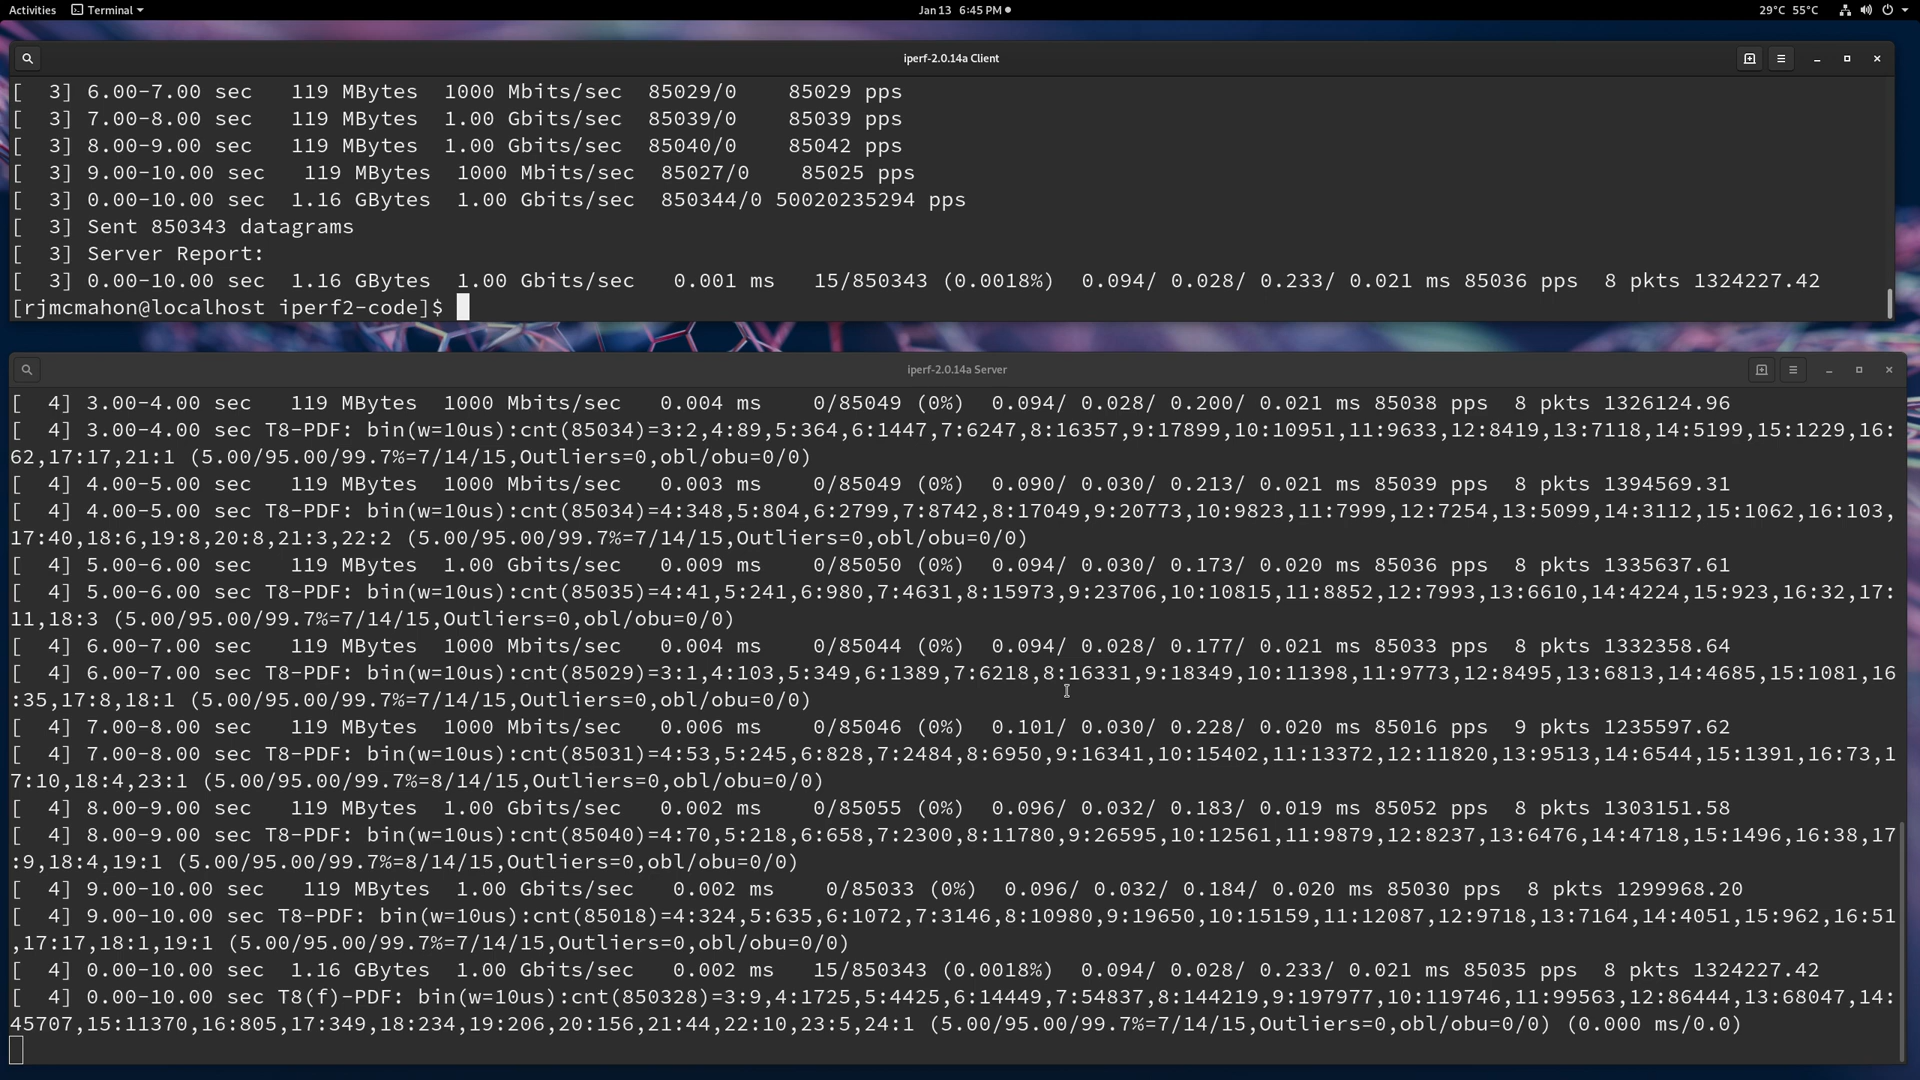 Activities Terminal Jan 13 6:45 PM 29°C 55°C
iperf-2.0.14a Client
[  3] 6.00-7.00 sec   119 MBytes  1000 Mbits/sec  85029/0    85029 pps
[  3] 7.00-8.00 sec   119 MBytes  1.00 Gbits/sec  85039/0    85039 pps
[  3] 8.00-9.00 sec   119 MBytes  1.00 Gbits/sec  85040/0    85042 pps
[  3] 9.00-10.00 sec   119 MBytes  1000 Mbits/sec  85027/0    85025 pps
[  3] 0.00-10.00 sec  1.16 GBytes  1.00 Gbits/sec  850344/0 50020235294 pps
[  3] Sent 850343 datagrams
[  3] Server Report:
[  3] 0.00-10.00 sec  1.16 GBytes  1.00 Gbits/sec   0.001 ms   15/850343 (0.0018%)  0.094/ 0.028/ 0.233/ 0.021 ms 85036 pps  8 pkts 1324227.42
[rjmcmahon@localhost iperf2-code]$
iperf-2.0.14a Server
[  4] 3.00-4.00 sec   119 MBytes  1000 Mbits/sec   0.004 ms    0/85049 (0%)  0.094/ 0.028/ 0.200/ 0.021 ms 85038 pps  8 pkts 1326124.96
[  4] 3.00-4.00 sec T8-PDF: bin(w=10us):cnt(85034)=3:2,4:89,5:364,6:1447,7:6247,8:16357,9:17899,10:10951,11:9633,12:8419,13:7118,14:5199,15:1229,16:
62,17:17,21:1 (5.00/95.00/99.7%=7/14/15,Outliers=0,obl/obu=0/0)
[  4] 4.00-5.00 sec   119 MBytes  1000 Mbits/sec   0.003 ms    0/85049 (0%)  0.090/ 0.030/ 0.213/ 0.021 ms 85039 pps  8 pkts 1394569.31
[  4] 4.00-5.00 sec T8-PDF: bin(w=10us):cnt(85034)=4:348,5:804,6:2799,7:8742,8:17049,9:20773,10:9823,11:7999,12:7254,13:5099,14:3112,15:1062,16:103,
17:40,18:6,19:8,20:8,21:3,22:2 (5.00/95.00/99.7%=7/14/15,Outliers=0,obl/obu=0/0)
[  4] 5.00-6.00 sec   119 MBytes  1.00 Gbits/sec   0.009 ms    0/85050 (0%)  0.094/ 0.030/ 0.173/ 0.020 ms 85036 pps  8 pkts 1335637.61
[  4] 5.00-6.00 sec T8-PDF: bin(w=10us):cnt(85035)=4:41,5:241,6:980,7:4631,8:15973,9:23706,10:10815,11:8852,12:7993,13:6610,14:4224,15:923,16:32,17:
11,18:3 (5.00/95.00/99.7%=7/14/15,Outliers=0,obl/obu=0/0)
[  4] 6.00-7.00 sec   119 MBytes  1000 Mbits/sec   0.004 ms    0/85044 (0%)  0.094/ 0.028/ 0.177/ 0.021 ms 85033 pps  8 pkts 1332358.64
[  4] 6.00-7.00 sec T8-PDF: bin(w=10us):cnt(85029)=3:1,4:103,5:349,6:1389,7:6218,8:16331,9:18349,10:11398,11:9773,12:8495,13:6813,14:4685,15:1081,16
:35,17:8,18:1 (5.00/95.00/99.7%=7/14/15,Outliers=0,obl/obu=0/0)
[  4] 7.00-8.00 sec   119 MBytes  1000 Mbits/sec   0.006 ms    0/85046 (0%)  0.101/ 0.030/ 0.228/ 0.020 ms 85016 pps  9 pkts 1235597.62
[  4] 7.00-8.00 sec T8-PDF: bin(w=10us):cnt(85031)=4:53,5:245,6:828,7:2484,8:6950,9:16341,10:15402,11:13372,12:11820,13:9513,14:6544,15:1391,16:73,1
7:10,18:4,23:1 (5.00/95.00/99.7%=8/14/15,Outliers=0,obl/obu=0/0)
[  4] 8.00-9.00 sec   119 MBytes  1.00 Gbits/sec   0.002 ms    0/85055 (0%)  0.096/ 0.032/ 0.183/ 0.019 ms 85052 pps  8 pkts 1303151.58
[  4] 8.00-9.00 sec T8-PDF: bin(w=10us):cnt(85040)=4:70,5:218,6:658,7:2300,8:11780,9:26595,10:12561,11:9879,12:8237,13:6476,14:4718,15:1496,16:38,17
:9,18:4,19:1 (5.00/95.00/99.7%=8/14/15,Outliers=0,obl/obu=0/0)
[  4] 9.00-10.00 sec   119 MBytes  1.00 Gbits/sec   0.002 ms    0/85033 (0%)  0.096/ 0.032/ 0.184/ 0.020 ms 85030 pps  8 pkts 1299968.20
[  4] 9.00-10.00 sec T8-PDF: bin(w=10us):cnt(85018)=4:324,5:635,6:1072,7:3146,8:10980,9:19650,10:15159,11:12087,12:9718,13:7164,14:4051,15:962,16:51
,17:17,18:1,19:1 (5.00/95.00/99.7%=7/14/15,Outliers=0,obl/obu=0/0)
[  4] 0.00-10.00 sec  1.16 GBytes  1.00 Gbits/sec   0.002 ms   15/850343 (0.0018%)  0.094/ 0.028/ 0.233/ 0.021 ms 85035 pps  8 pkts 1324227.42
[  4] 0.00-10.00 sec T8(f)-PDF: bin(w=10us):cnt(850328)=3:9,4:1725,5:4425,6:14449,7:54837,8:144219,9:197977,10:119746,11:99563,12:86444,13:68047,14:
45707,15:11370,16:805,17:349,18:234,19:206,20:156,21:44,22:10,23:5,24:1 (5.00/95.00/99.7%=7/14/15,Outliers=0,obl/obu=0/0) (0.000 ms/0.0)